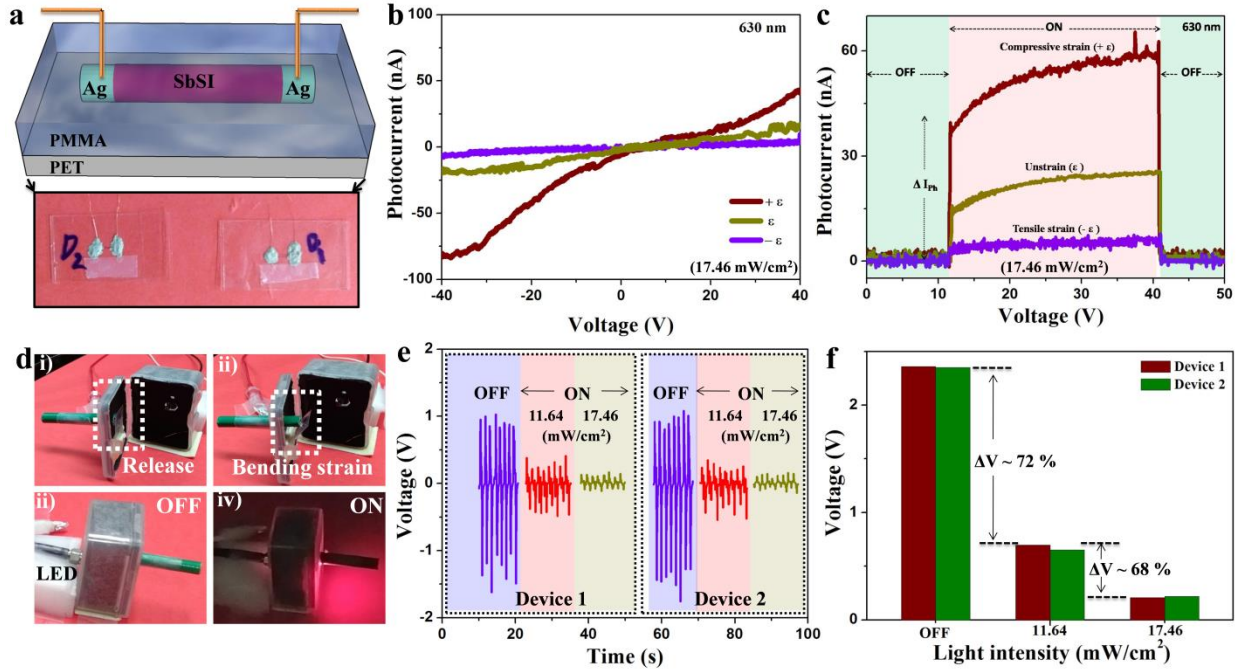 a
Ag
SbSI
Ag
PMMA
PET
D2
D1
b
630 nm
Photocurrent (nA)
100
50
0
-50
-100
+ ε
ε
− ε
(17.46 mW/cm²)
-40
-20
0
20
40
Voltage (V)
c
ON
630 nm
Compressive strain (+ ε)
OFF
OFF
Photocurrent (nA)
60
30
0
Δ IPh
Unstrain (ε )
Tensile strain (- ε )
(17.46 mW/cm²)
0
10
20
30
40
50
Voltage (V)
d
i)
Release
ii)
Bending strain
ii)
OFF
LED
iv)
ON
e
Voltage (V)
2
1
0
-1
-2
OFF
ON
11.64
17.46
(mW/cm²)
Device 1
OFF
ON
11.64
17.46
(mW/cm²)
Device 2
0
20
40
60
80
100
Time (s)
f
Device 1
Device 2
Voltage (V)
2
1
0
ΔV ~ 72 %
ΔV ~ 68 %
OFF
11.64
17.46
Light intensity (mW/cm²)